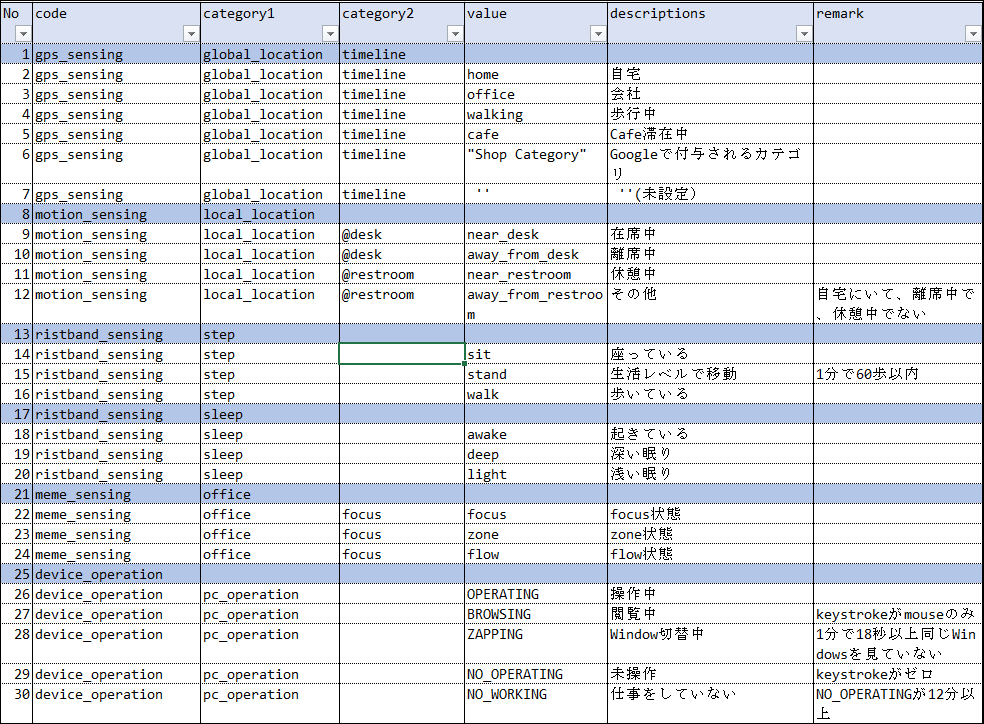 No code category1 category2 value descriptions remark
1 gps_sensing global_location timeline
2 gps_sensing global_location timeline home 自宅
3 gps_sensing global_location timeline office 会社
4 gps_sensing global_location timeline walking 歩行中
5 gps_sensing global_location timeline cafe Cafe滞在中
6 gps_sensing global_location timeline "Shop Category" Googleで付与されるカテゴ
リ
7 gps_sensing global_location timeline '' ''(未設定)
8 motion_sensing local_location
9 motion_sensing local_location @desk near_desk 在席中
10 motion_sensing local_location @desk away_from_desk 離席中
11 motion_sensing local_location @restroom near_restroom 休憩中
12 motion_sensing local_location @restroom away_from_restroo その他 自宅にいて、離席中で
m 、休憩中でない
13 ristband_sensing step
14 ristband_sensing step sit 座っている
15 ristband_sensing step stand 生活レベルで移動 1分で60歩以内
16 ristband_sensing step walk 歩いている
17 ristband_sensing sleep
18 ristband_sensing sleep awake 起きている
19 ristband_sensing sleep deep 深い眠り
20 ristband_sensing sleep light 浅い眠り
21 meme_sensing office
22 meme_sensing office focus focus focus状態
23 meme_sensing office focus zone zone状態
24 meme_sensing office focus flow flow状態
25 device_operation
26 device_operation pc_operation OPERATING 操作中
27 device_operation pc_operation BROWSING 閲覧中 keystrokeがmouseのみ
28 device_operation pc_operation ZAPPING Window切替中 1分で18秒以上同じWin
dowsを見ていない
29 device_operation pc_operation NO_OPERATING 未操作 keystrokeがゼロ
30 device_operation pc_operation NO_WORKING 仕事をしていない NO_OPERATINGが12分以
上